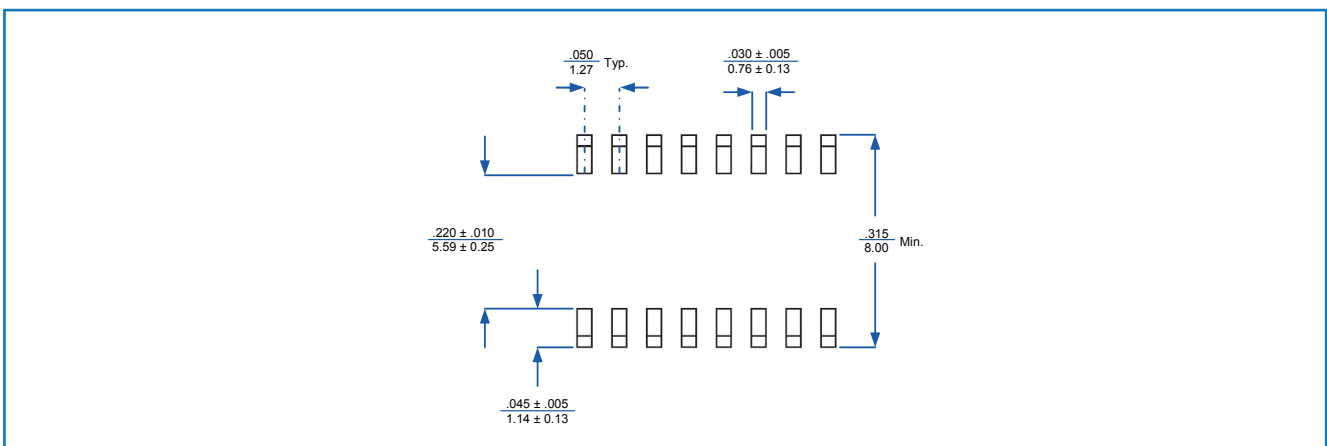 .050
1.27
Typ.
.030 ± .005
0.76 ± 0.13
.220 ± .010
5.59 ± 0.25
.315
8.00
Min.
.045 ± .005
1.14 ± 0.13